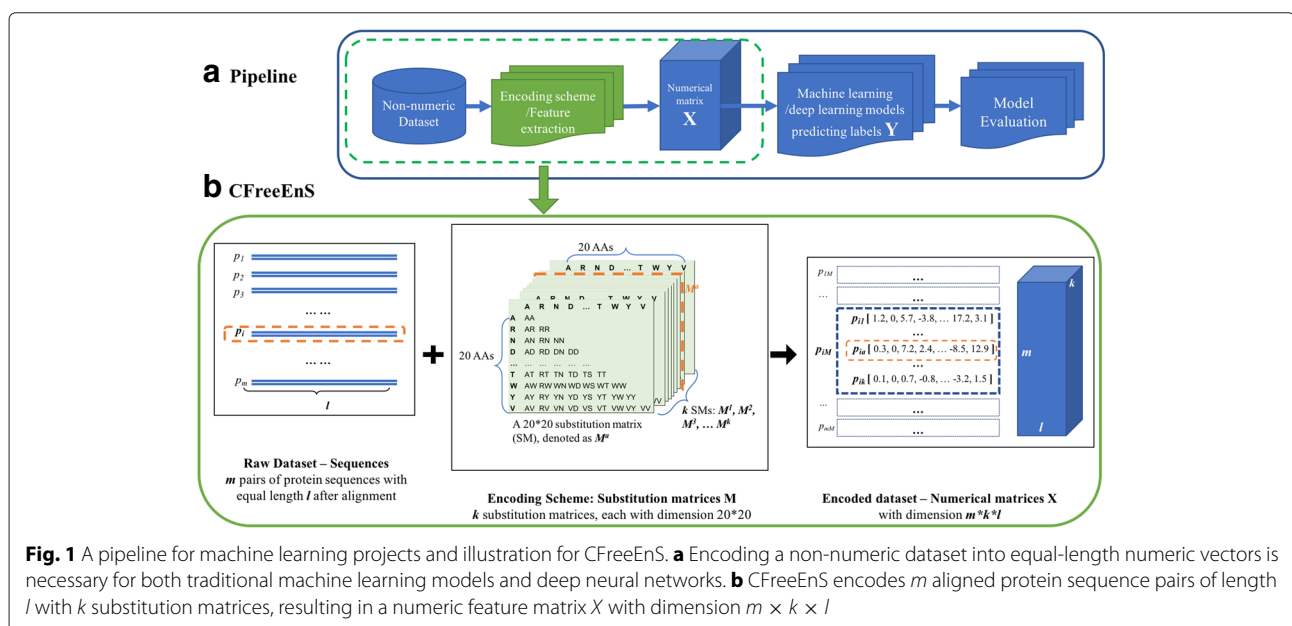 a Pipeline
Non-numeric
Dataset
Encoding scheme
/Feature
extraction
Numerical
matrix
X
Machine learning
/deep learning models
predicting labels Y
Model
Evaluation
b CFreeEnS
p1
p2
p3
... ...
pi
... ...
pm
l
Raw Dataset – Sequences
m pairs of protein sequences with
equal length l after alignment
20 AAs
A R N D ... T W Y V
Mᵃ
A R N D ... T W Y V
A R N D ... T W Y V
A AA
R AR RR
N AN RN NN
D AD RD DN DD
... ... ... ... ... ...
T AT RT TN TD TS TT
W AW RW WN WD WS WT WW
Y AY RY YN YD YS YT YW YY
V AV RV VN VD VS VT VW VY VV
20 AAs
k SMs: M¹, M²,
M³, ... Mᵏ
A 20*20 substitution matrix
(SM), denoted as Mᵃ
Encoding Scheme: Substitution matrices M
k substitution matrices, each with dimension 20*20
p1M
...
...
...
pi1 [ 1.2, 0, 5.7, -3.8, ... 17.2, 3.1 ]
...
piM
pia [ 0.3, 0, 7.2, 2.4, ... -8.5, 12.9 ]
...
pik [ 0.1, 0, 0.7, -0.8, ... -3.2, 1.5 ]
...
...
pmM
...
k
m
l
Encoded dataset – Numerical matrices X
with dimension m*k*l
Fig. 1 A pipeline for machine learning projects and illustration for CFreeEnS. a Encoding a non-numeric dataset into equal-length numeric vectors is
necessary for both traditional machine learning models and deep neural networks. b CFreeEnS encodes m aligned protein sequence pairs of length
l with k substitution matrices, resulting in a numeric feature matrix X with dimension m × k × l